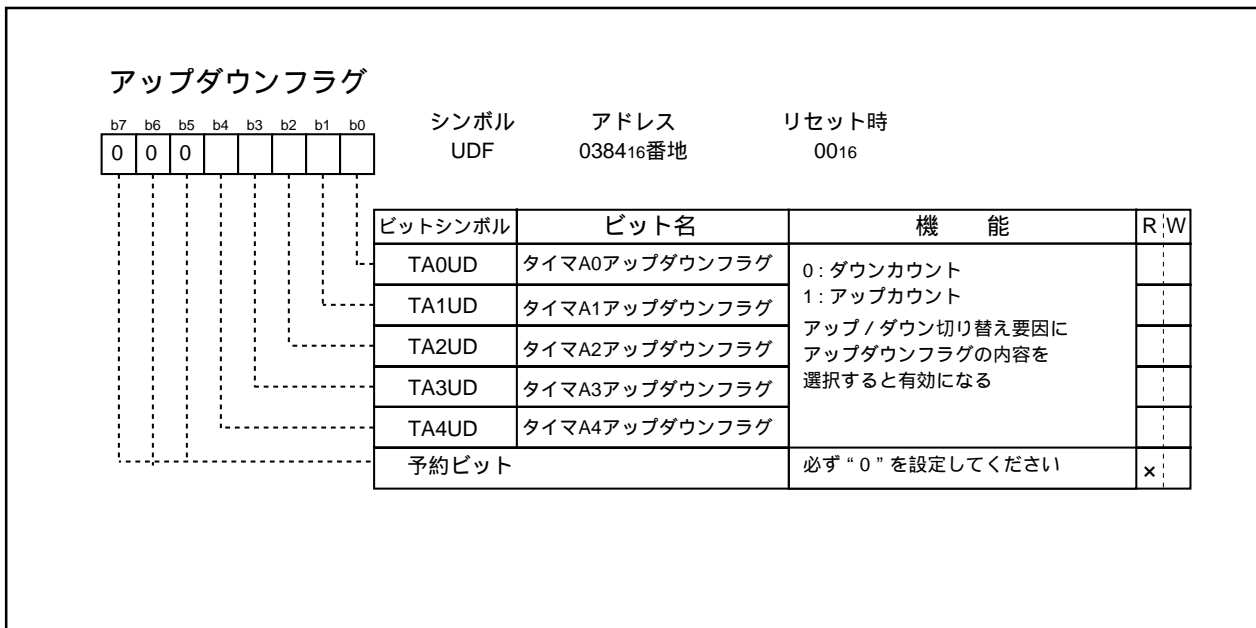 アップダウンフラグ
b7 b6 b5 b4 b3 b2 b1 b0
0 0 0
シンボル アドレス リセット時
UDF 038416番地 0016
ビットシンボル ビット名 機 能 R W
TA0UD タイマA0アップダウンフラグ
TA1UD タイマA1アップダウンフラグ
TA2UD タイマA2アップダウンフラグ
TA3UD タイマA3アップダウンフラグ
TA4UD タイマA4アップダウンフラグ
0 : ダウンカウント
1 : アップカウント
アップ / ダウン切り替え要因に
アップダウンフラグの内容を
選択すると有効になる
予約ビット 必ず “ 0 ” を設定してください ×